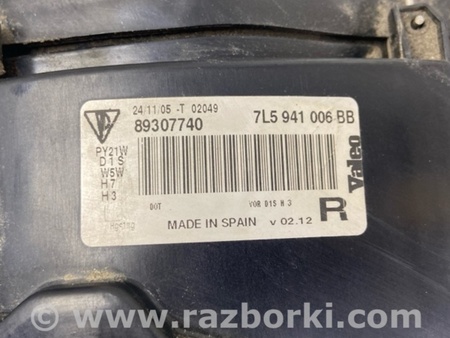 24/11/05 -T 02049
89307740 7L5 941 006 BB
PY21W
D1S
W5W
H7
H3
Valeo
DOT VOR D1S H 3
MADE IN SPAIN v 02.12 R
www.razborki.com